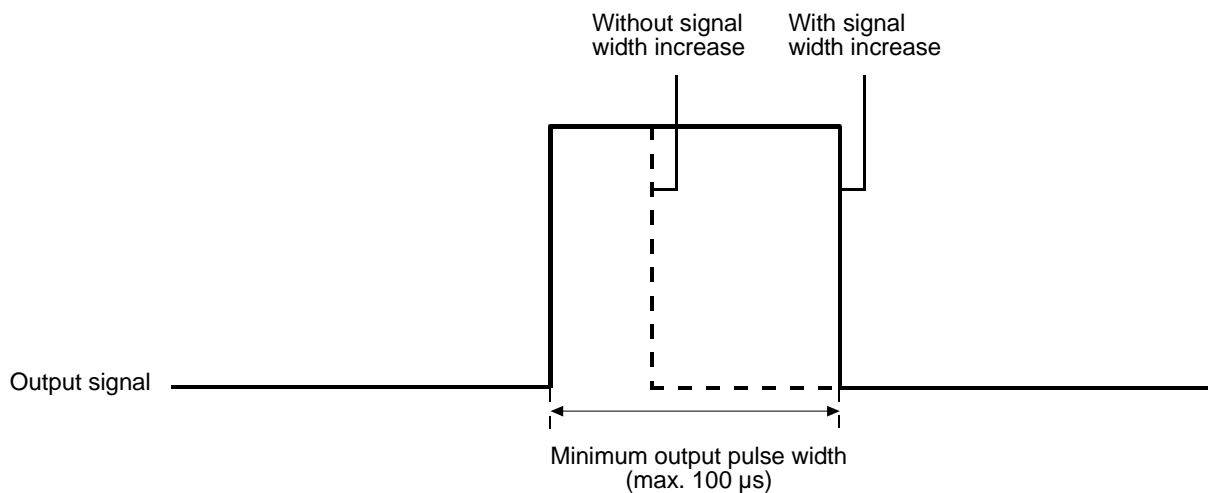 Without signal
width increase
With signal
width increase
Output signal
Minimum output pulse width
(max. 100 µs)